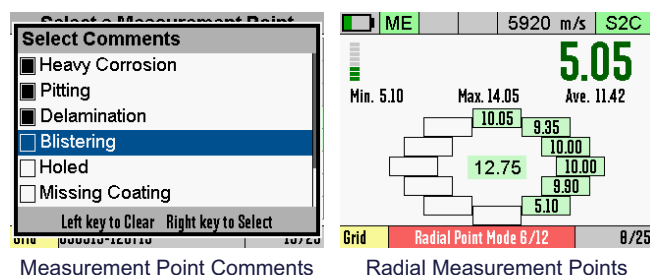 Select a Measurement Point
Select Comments
Heavy Corrosion
Pitting
Delamination
Blistering
Holed
Missing Coating
Left key to Clear Right key to Select
Measurement Point Comments
ME 5920 m/s S2C
5.05
Min. 5.10 Max. 14.05 Ave. 11.42
10.05
9.35
10.00
12.75 10.00
9.90
5.10
Grid Radial Point Mode 6/12 8/25
Radial Measurement Points